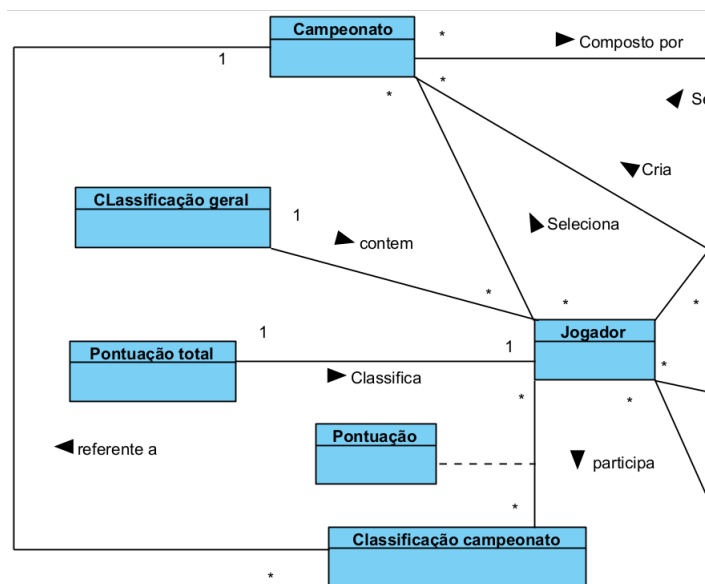 Campeonato
*
1
Composto por
*
*
Se
Cria
CLassificação geral
1
Seleciona
contem
*
*
*
Jogador
1
1
Pontuação total
*
Classifica
*
*
Pontuação
referente a
participa
*
Classificação campeonato
*